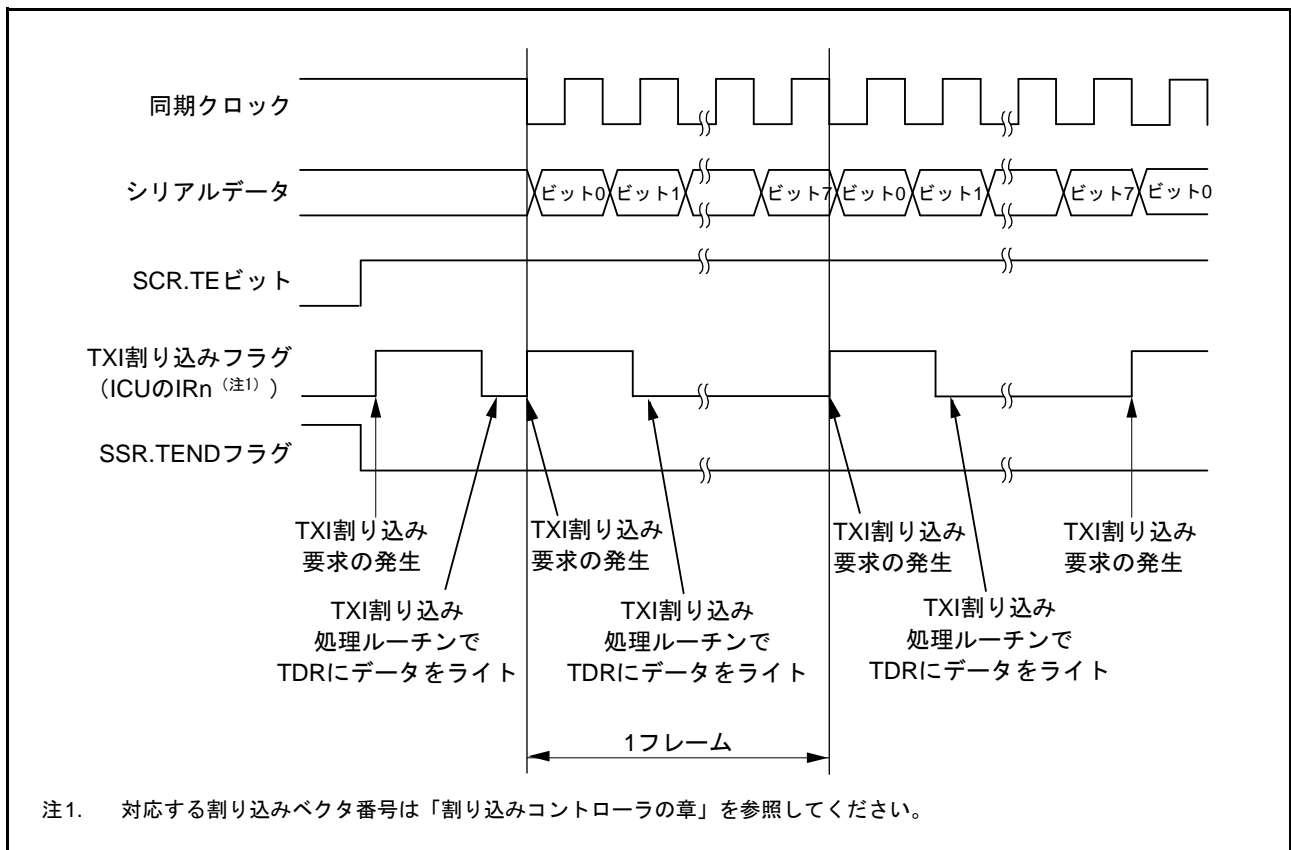 同期クロック
シリアルデータ
ビット0 ビット1 ビット7 ビット0 ビット1 ビット7 ビット0
SCR.TEビット
TXI割り込みフラグ
（ICUのIRn（注1））
SSR.TENDフラグ
TXI割り込み
要求の発生
TXI割り込み
要求の発生
TXI割り込み
要求の発生
TXI割り込み
要求の発生
TXI割り込み
処理ルーチンで
TDRにデータをライト
TXI割り込み
処理ルーチンで
TDRにデータをライト
TXI割り込み
処理ルーチンで
TDRにデータをライト
1フレーム
注1. 対応する割り込みベクタ番号は「割り込みコントローラの章」を参照してください。